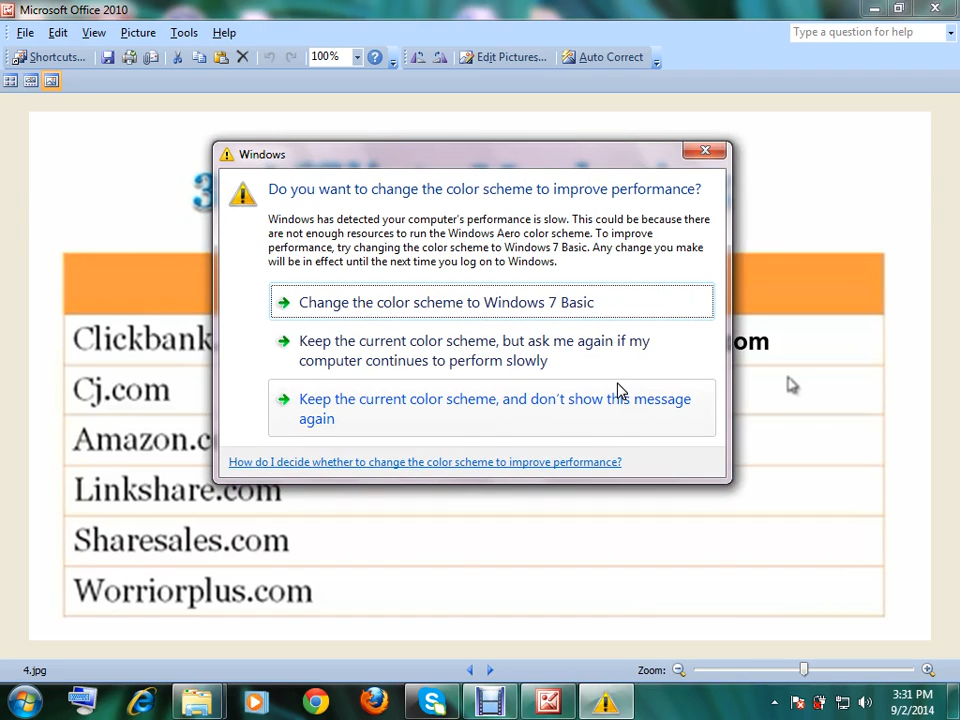 Microsoft Office 2010
File Edit View Picture Tools Help
Type a question for help
Shortcuts... 100% Edit Pictures... Auto Correct
Windows
Do you want to change the color scheme to improve performance?
Windows has detected your computer's performance is slow. This could be because there
are not enough resources to run the Windows Aero color scheme. To improve
performance, try changing the color scheme to Windows 7 Basic. Any change you make
will be in effect until the next time you log on to Windows.
Change the color scheme to Windows 7 Basic
Keep the current color scheme, but ask me again if my
computer continues to perform slowly
Keep the current color scheme, and don't show this message
again
How do I decide whether to change the color scheme to improve performance?
3
Clickbank om
Cj.com
Amazon.c
Linkshare.com
Sharesales.com
Worriorplus.com
4.jpg
Zoom:
3:31 PM
9/2/2014